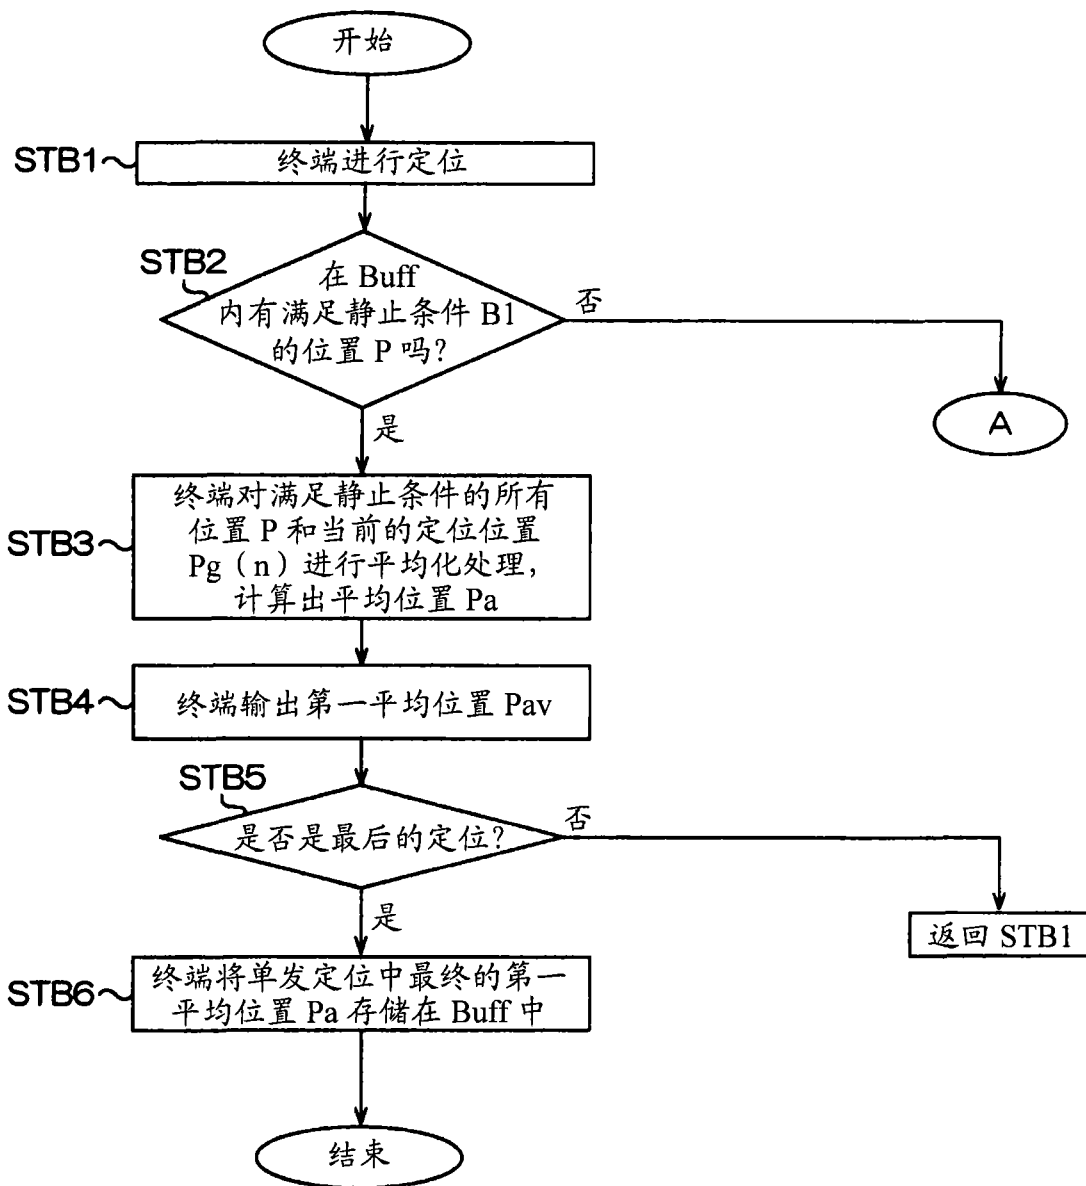 开始
STB1
终端进行定位
STB2
在 Buff
内有满足静止条件 B1
的位置 P 吗?
否
A
是
STB3
终端对满足静止条件的所有
位置 P 和当前的定位位置
Pg（n）进行平均化处理，
计算出平均位置 Pa
STB4
终端输出第一平均位置 Pav
STB5
是否是最后的定位?
否
返回 STB1
是
STB6
终端将单发定位中最终的第一
平均位置 Pa 存储在 Buff 中
结束